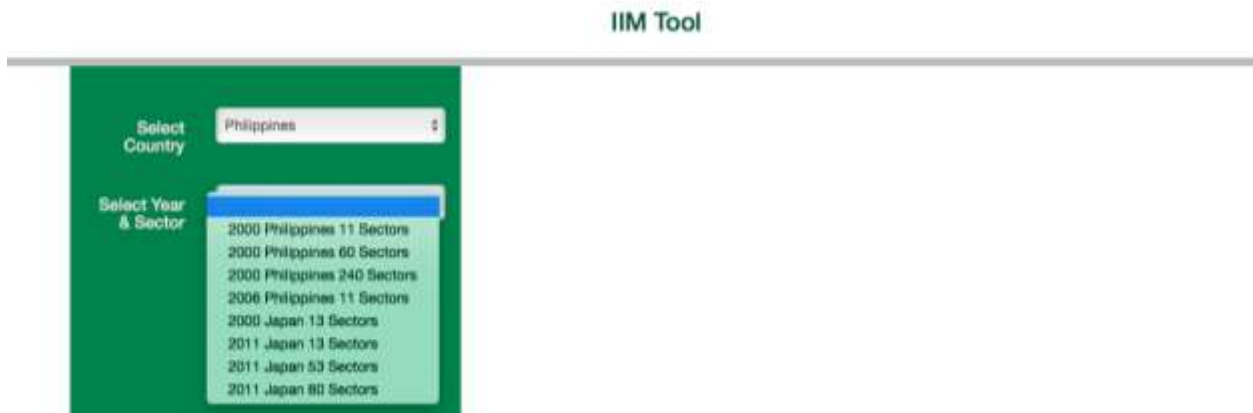 IIM Tool
Select
Country
Philippines
Select Year
& Sector
2000 Philippines 11 Sectors
2000 Philippines 60 Sectors
2000 Philippines 240 Sectors
2006 Philippines 11 Sectors
2000 Japan 13 Sectors
2011 Japan 13 Sectors
2011 Japan 53 Sectors
2011 Japan 80 Sectors